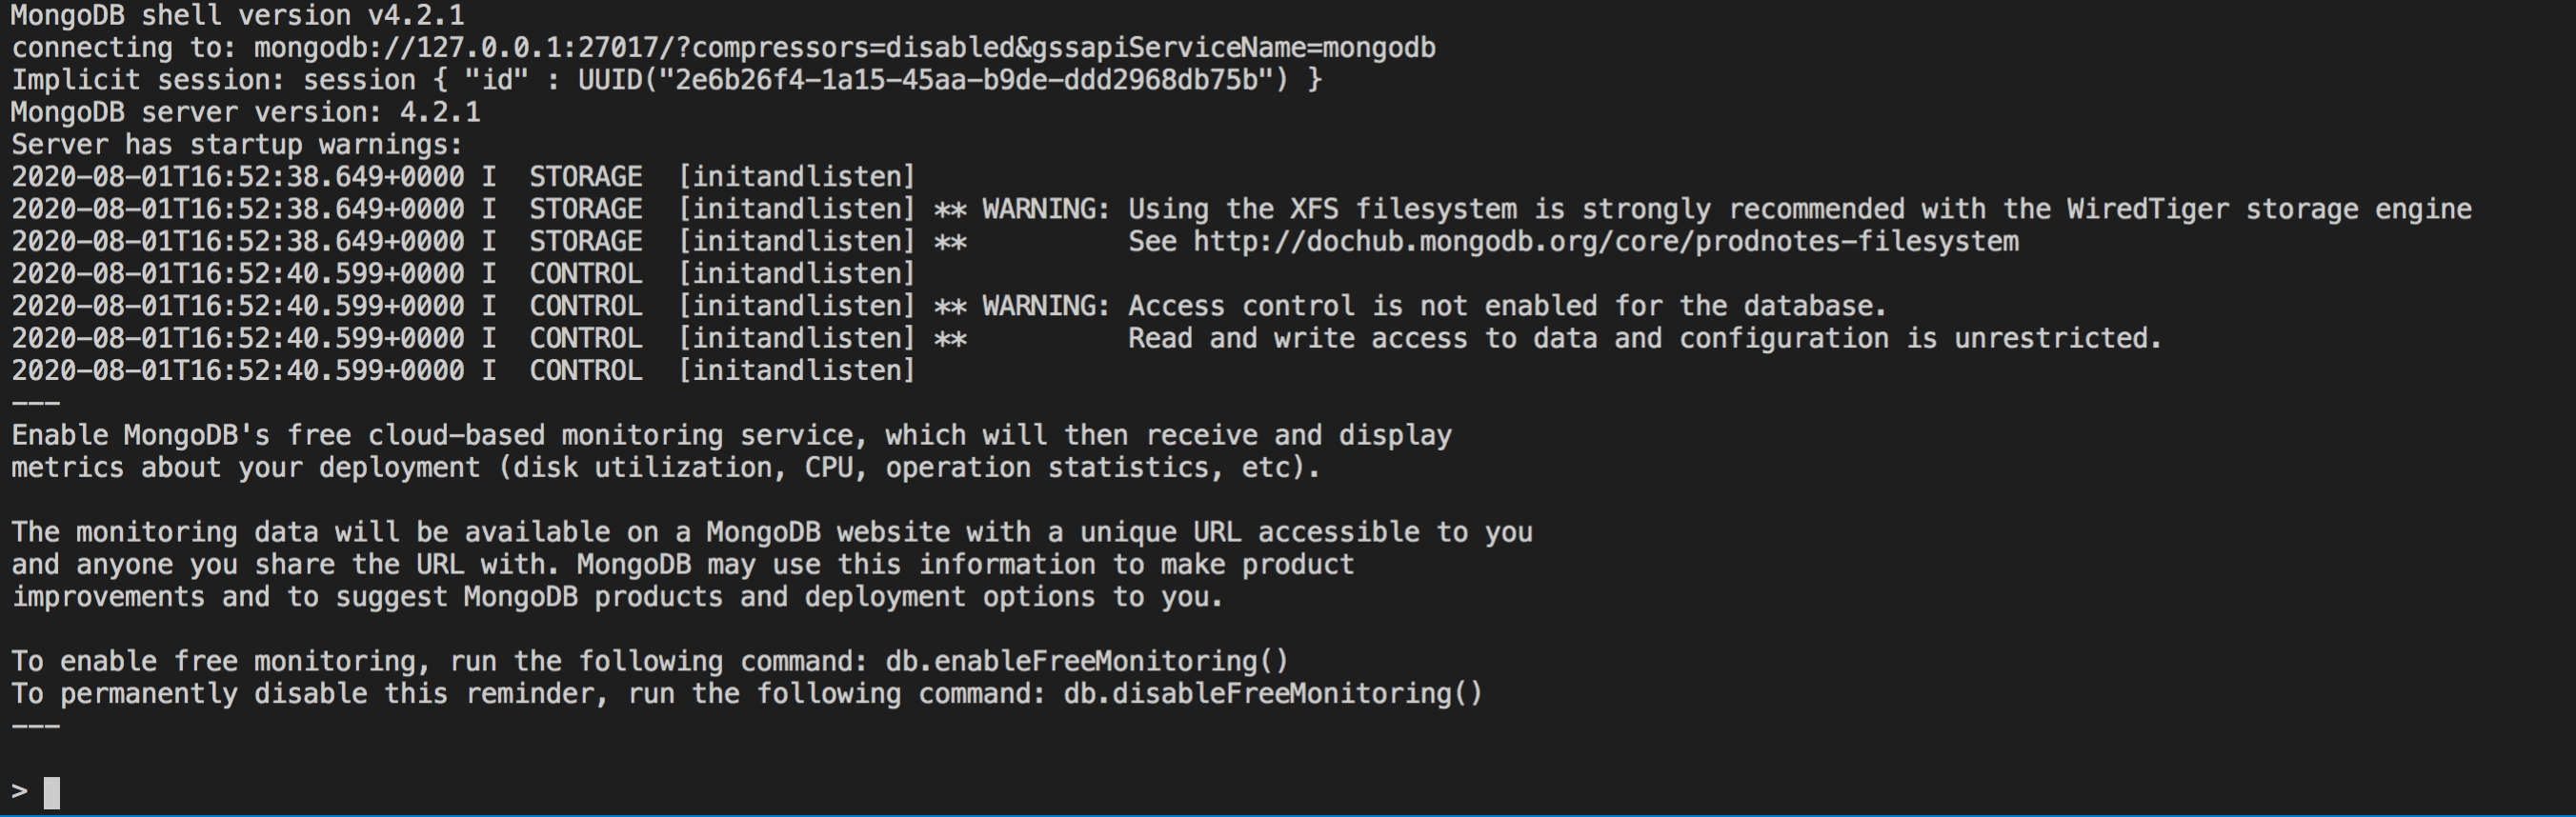 MongoDB shell version v4.2.1
connecting to: mongodb://127.0.0.1:27017/?compressors=disabled&gssapiServiceName=mongodb
Implicit session: session { "id" : UUID("2e6b26f4-1a15-45aa-b9de-ddd2968db75b") }
MongoDB server version: 4.2.1
Server has startup warnings:
2020-08-01T16:52:38.649+0000 I  STORAGE  [initandlisten]
2020-08-01T16:52:38.649+0000 I  STORAGE  [initandlisten] ** WARNING: Using the XFS filesystem is strongly recommended with the WiredTiger storage engine
2020-08-01T16:52:38.649+0000 I  STORAGE  [initandlisten] **          See http://dochub.mongodb.org/core/prodnotes-filesystem
2020-08-01T16:52:40.599+0000 I  CONTROL  [initandlisten]
2020-08-01T16:52:40.599+0000 I  CONTROL  [initandlisten] ** WARNING: Access control is not enabled for the database.
2020-08-01T16:52:40.599+0000 I  CONTROL  [initandlisten] **          Read and write access to data and configuration is unrestricted.
2020-08-01T16:52:40.599+0000 I  CONTROL  [initandlisten]
---
Enable MongoDB's free cloud-based monitoring service, which will then receive and display
metrics about your deployment (disk utilization, CPU, operation statistics, etc).

The monitoring data will be available on a MongoDB website with a unique URL accessible to you
and anyone you share the URL with. MongoDB may use this information to make product
improvements and to suggest MongoDB products and deployment options to you.

To enable free monitoring, run the following command: db.enableFreeMonitoring()
To permanently disable this reminder, run the following command: db.disableFreeMonitoring()
---

>